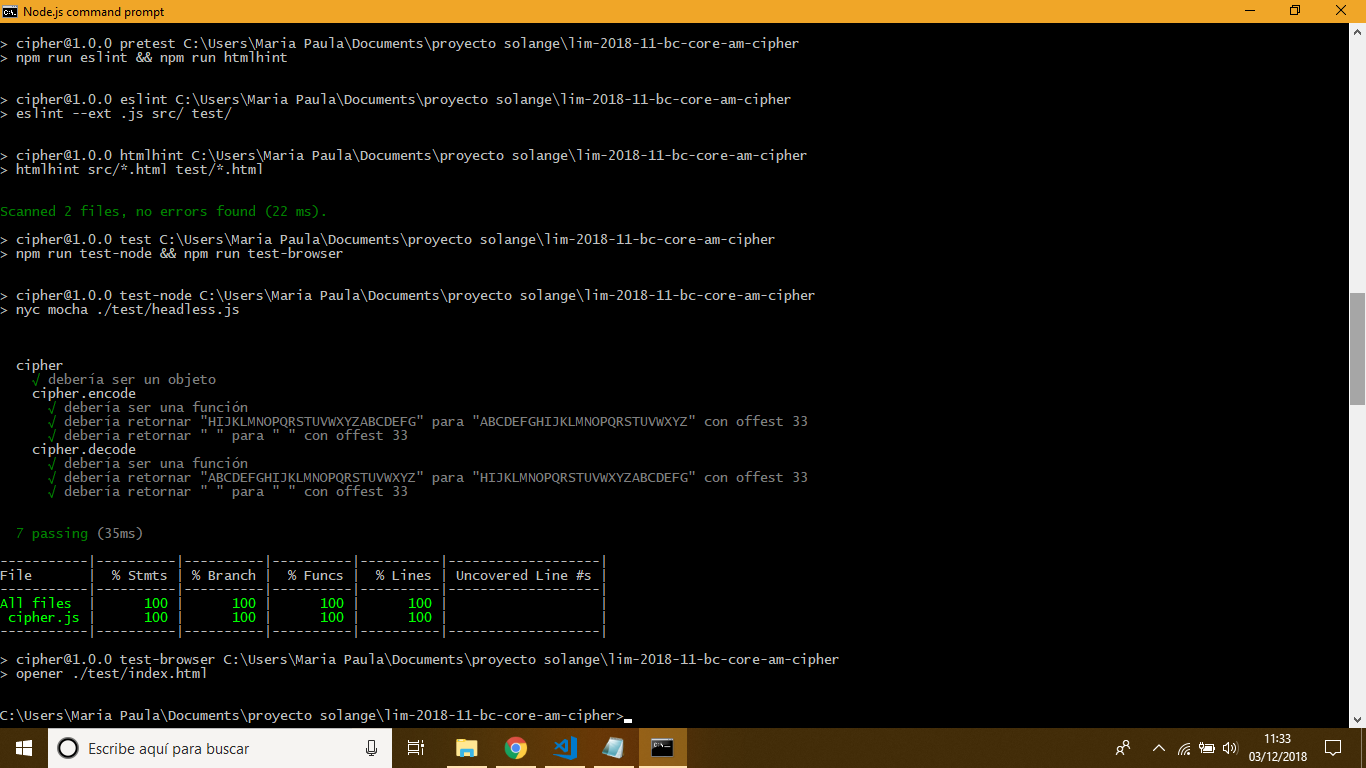 Node.js command prompt
> cipher@1.0.0 pretest C:\Users\Maria Paula\Documents\proyecto solange\lim-2018-11-bc-core-am-cipher
> npm run eslint && npm run htmlhint
> cipher@1.0.0 eslint C:\Users\Maria Paula\Documents\proyecto solange\lim-2018-11-bc-core-am-cipher
> eslint --ext .js src/ test/
> cipher@1.0.0 htmlhint C:\Users\Maria Paula\Documents\proyecto solange\lim-2018-11-bc-core-am-cipher
> htmlhint src/*.html test/*.html
Scanned 2 files, no errors found (22 ms).
> cipher@1.0.0 test C:\Users\Maria Paula\Documents\proyecto solange\lim-2018-11-bc-core-am-cipher
> npm run test-node && npm run test-browser
> cipher@1.0.0 test-node C:\Users\Maria Paula\Documents\proyecto solange\lim-2018-11-bc-core-am-cipher
> nyc mocha ./test/headless.js
cipher
√ debería ser un objeto
cipher.encode
√ debería ser una función
√ debería retornar "HIJKLMNOPQRSTUVWXYZABCDEFG" para "ABCDEFGHIJKLMNOPQRSTUVWXYZ" con offest 33
√ debería retornar " " para " " con offest 33
cipher.decode
√ debería ser una función
√ debería retornar "ABCDEFGHIJKLMNOPQRSTUVWXYZ" para "HIJKLMNOPQRSTUVWXYZABCDEFG" con offest 33
√ debería retornar " " para " " con offest 33
7 passing (35ms)
-----------|----------|----------|----------|----------|-------------------|
File       |  % Stmts | % Branch |  % Funcs |  % Lines | Uncovered Line #s |
-----------|----------|----------|----------|----------|-------------------|
All files  |      100 |      100 |      100 |      100 |                   |
 cipher.js |      100 |      100 |      100 |      100 |                   |
-----------|----------|----------|----------|----------|-------------------|
> cipher@1.0.0 test-browser C:\Users\Maria Paula\Documents\proyecto solange\lim-2018-11-bc-core-am-cipher
> opener ./test/index.html
C:\Users\Maria Paula\Documents\proyecto solange\lim-2018-11-bc-core-am-cipher>
Escribe aquí para buscar
11:33
03/12/2018